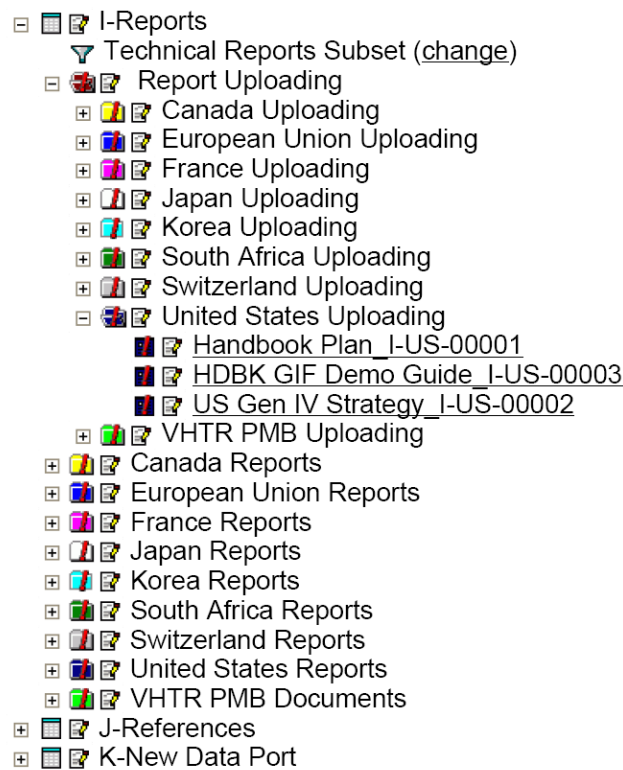 I-Reports
Technical Reports Subset (change)
Report Uploading
Canada Uploading
European Union Uploading
France Uploading
Japan Uploading
Korea Uploading
South Africa Uploading
Switzerland Uploading
United States Uploading
Handbook Plan_I-US-00001
HDBK GIF Demo Guide_I-US-00003
US Gen IV Strategy_I-US-00002
VHTR PMB Uploading
Canada Reports
European Union Reports
France Reports
Japan Reports
Korea Reports
South Africa Reports
Switzerland Reports
United States Reports
VHTR PMB Documents
J-References
K-New Data Port